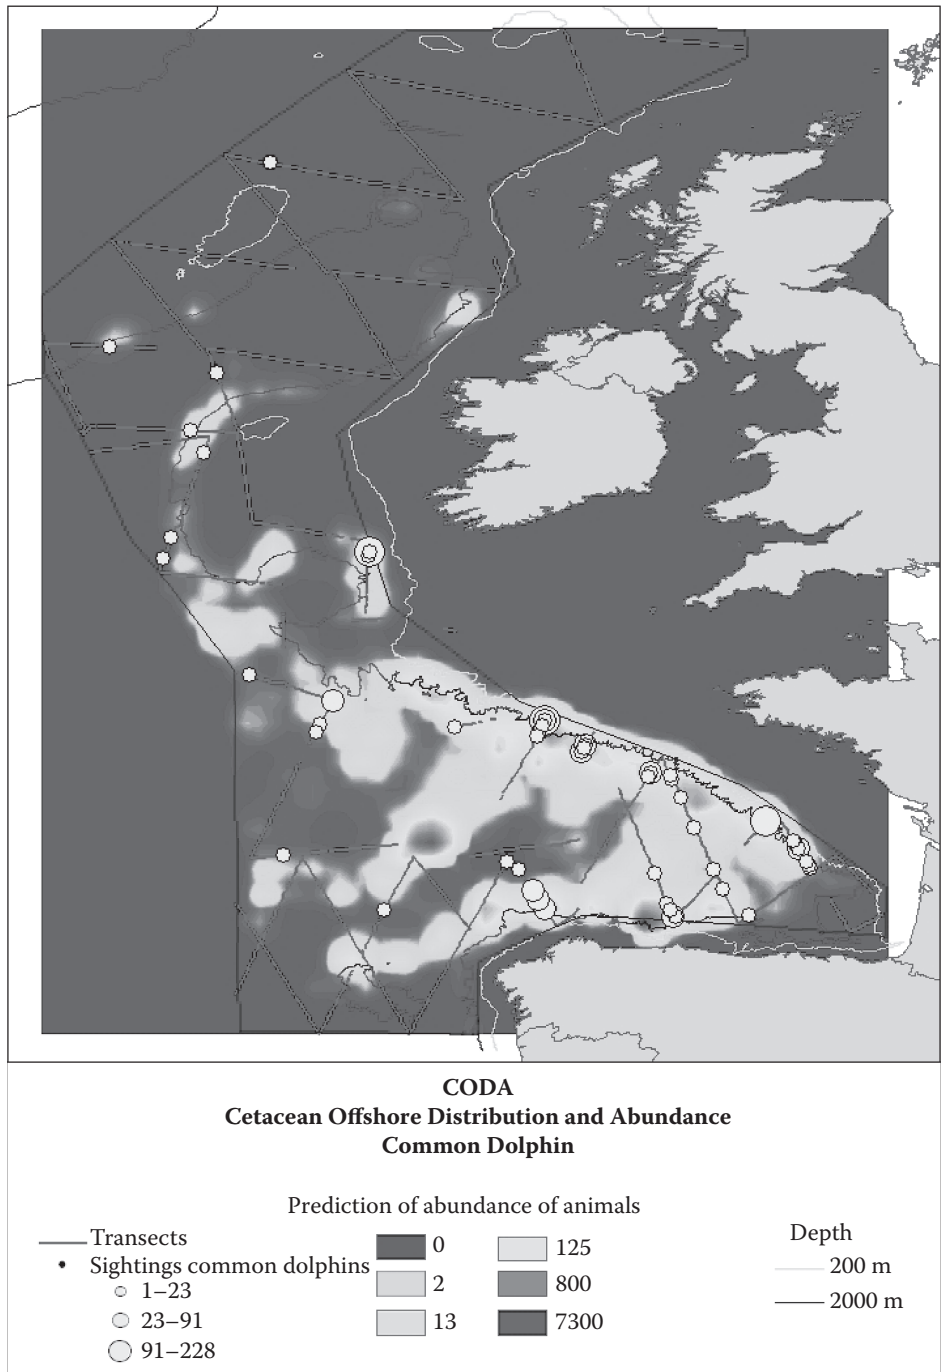 CODA
Cetacean Offshore Distribution and Abundance
Common Dolphin
Prediction of abundance of animals
Transects
Sightings common dolphins
1–23
23–91
91–228
0
2
13
125
800
7300
Depth
200 m
2000 m